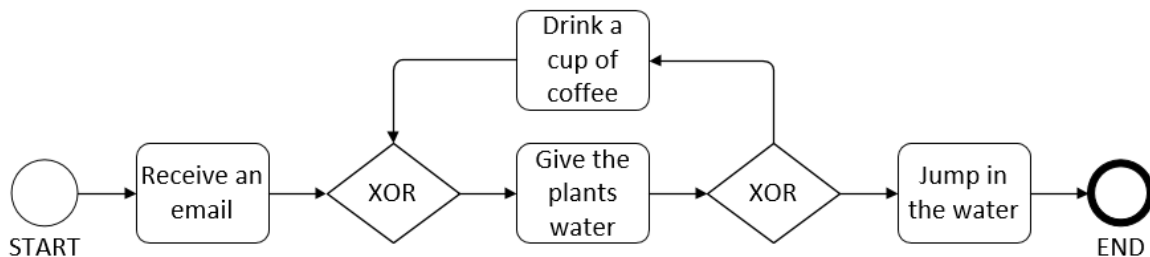 Drink a
cup of
coffee
Receive an
email
XOR
Give the
plants
water
XOR
Jump in
the water
START
END